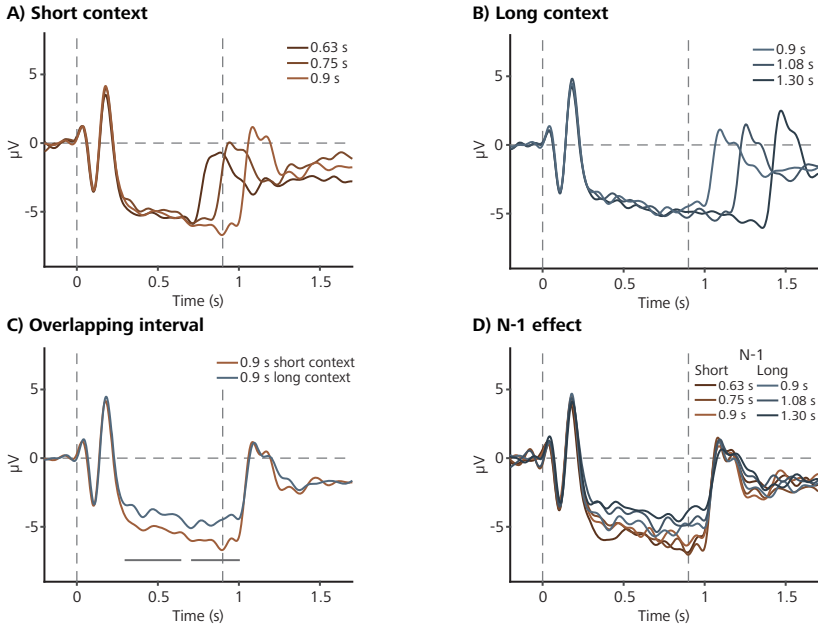 A) Short context
0.63 s
0.75 s
0.9 s
5
0
-5
µV
0
0.5
1
1.5
Time (s)
B) Long context
0.9 s
1.08 s
1.30 s
5
0
-5
µV
0
0.5
1
1.5
Time (s)
C) Overlapping interval
0.9 s short context
0.9 s long context
5
0
-5
µV
0
0.5
1
1.5
Time (s)
D) N-1 effect
N-1
Short Long
0.63 s 0.9 s
0.75 s 1.08 s
0.9 s 1.30 s
5
0
-5
µV
0
0.5
1
1.5
Time (s)